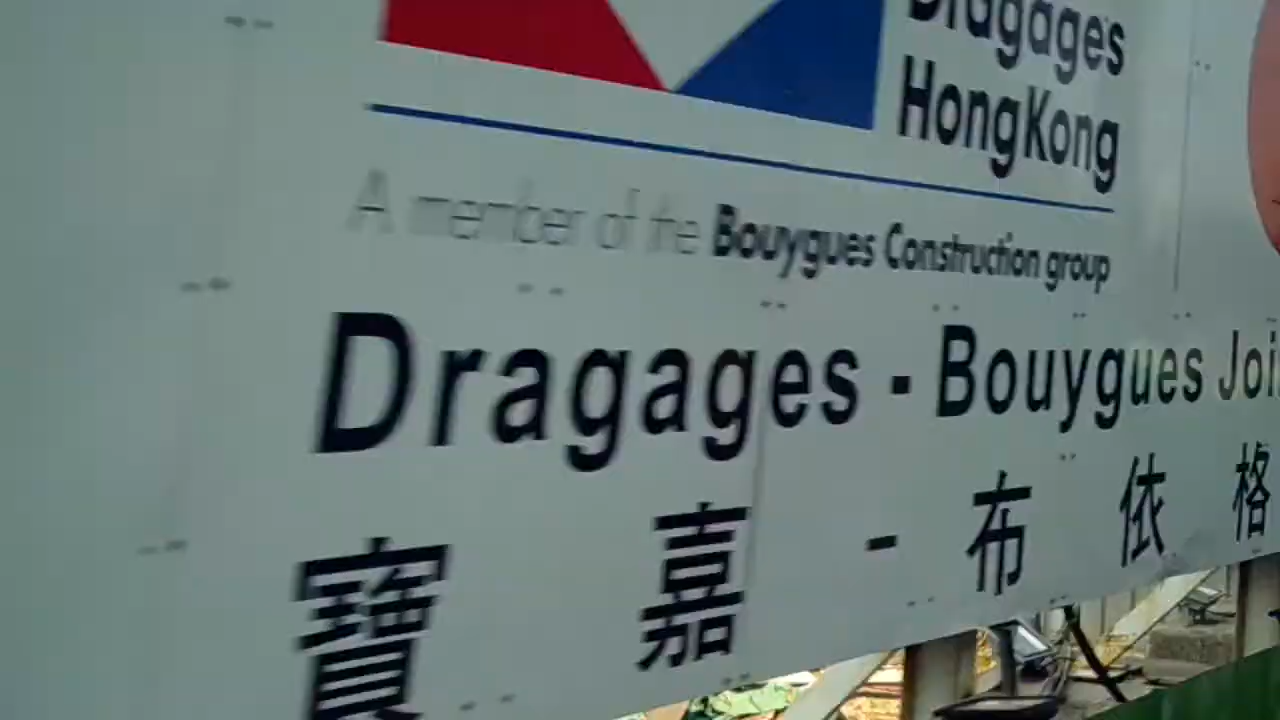 Dragages
HongKong
A member of the Bouygues Construction group
Dragages - Bouygues Joi
寶嘉 - 布依格